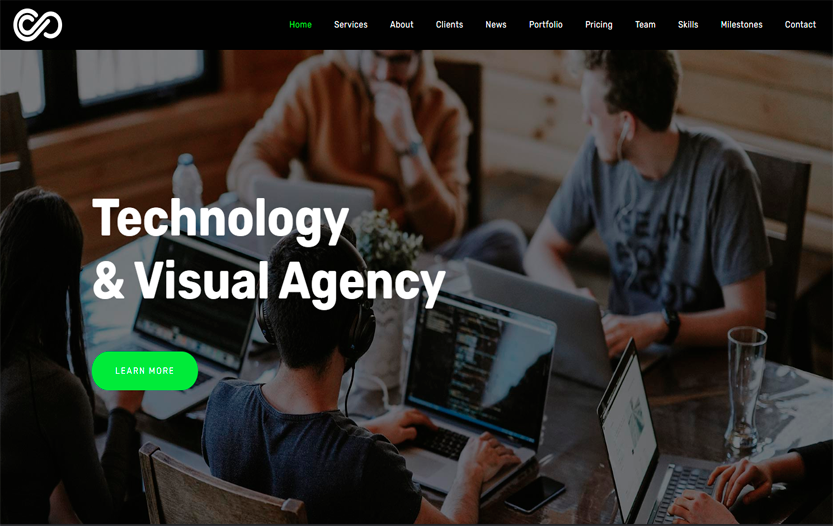 Home Services About Clients News Portfolio Pricing Team Skills Milestones Contact
Technology
& Visual Agency
LEARN MORE